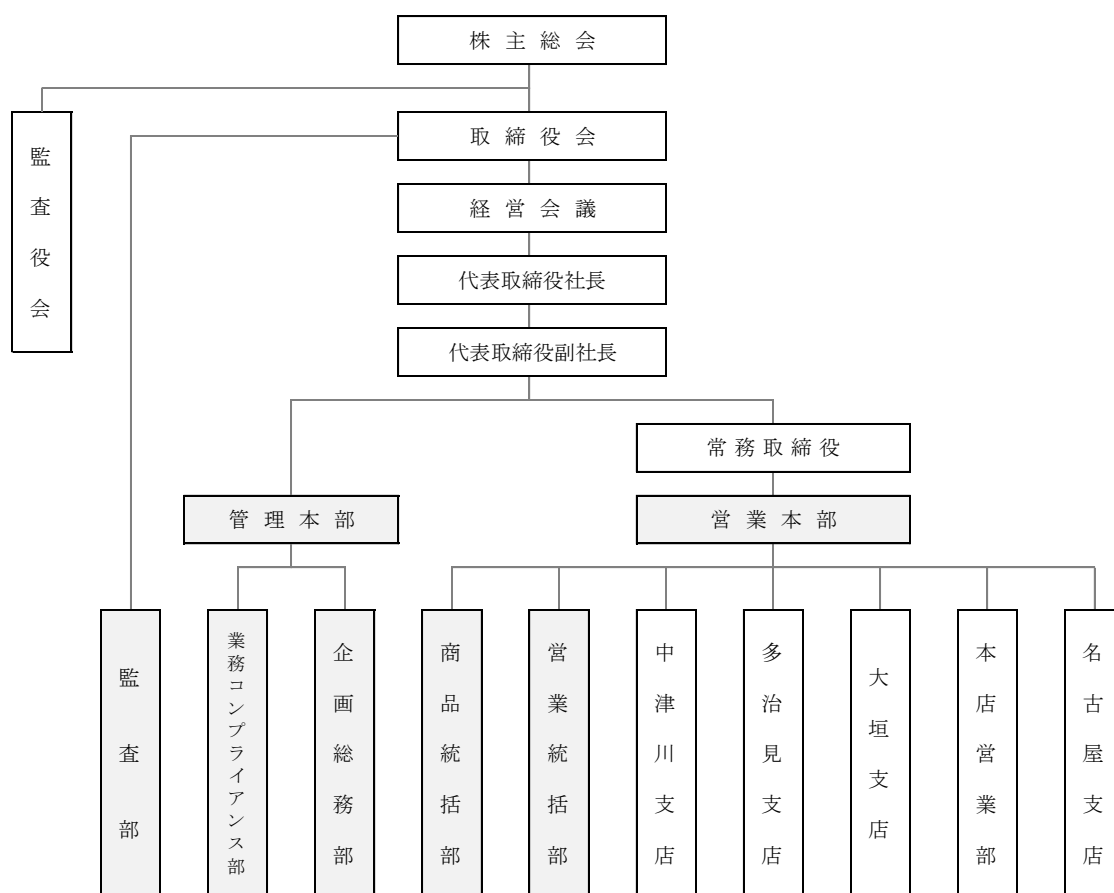 株主総会
監査役会
取締役会
経営会議
代表取締役社長
代表取締役副社長
常務取締役
管理本部
営業本部
監査部
業務コンプライアンス部
企画総務部
商品統括部
営業統括部
中津川支店
多治見支店
大垣支店
本店営業部
名古屋支店